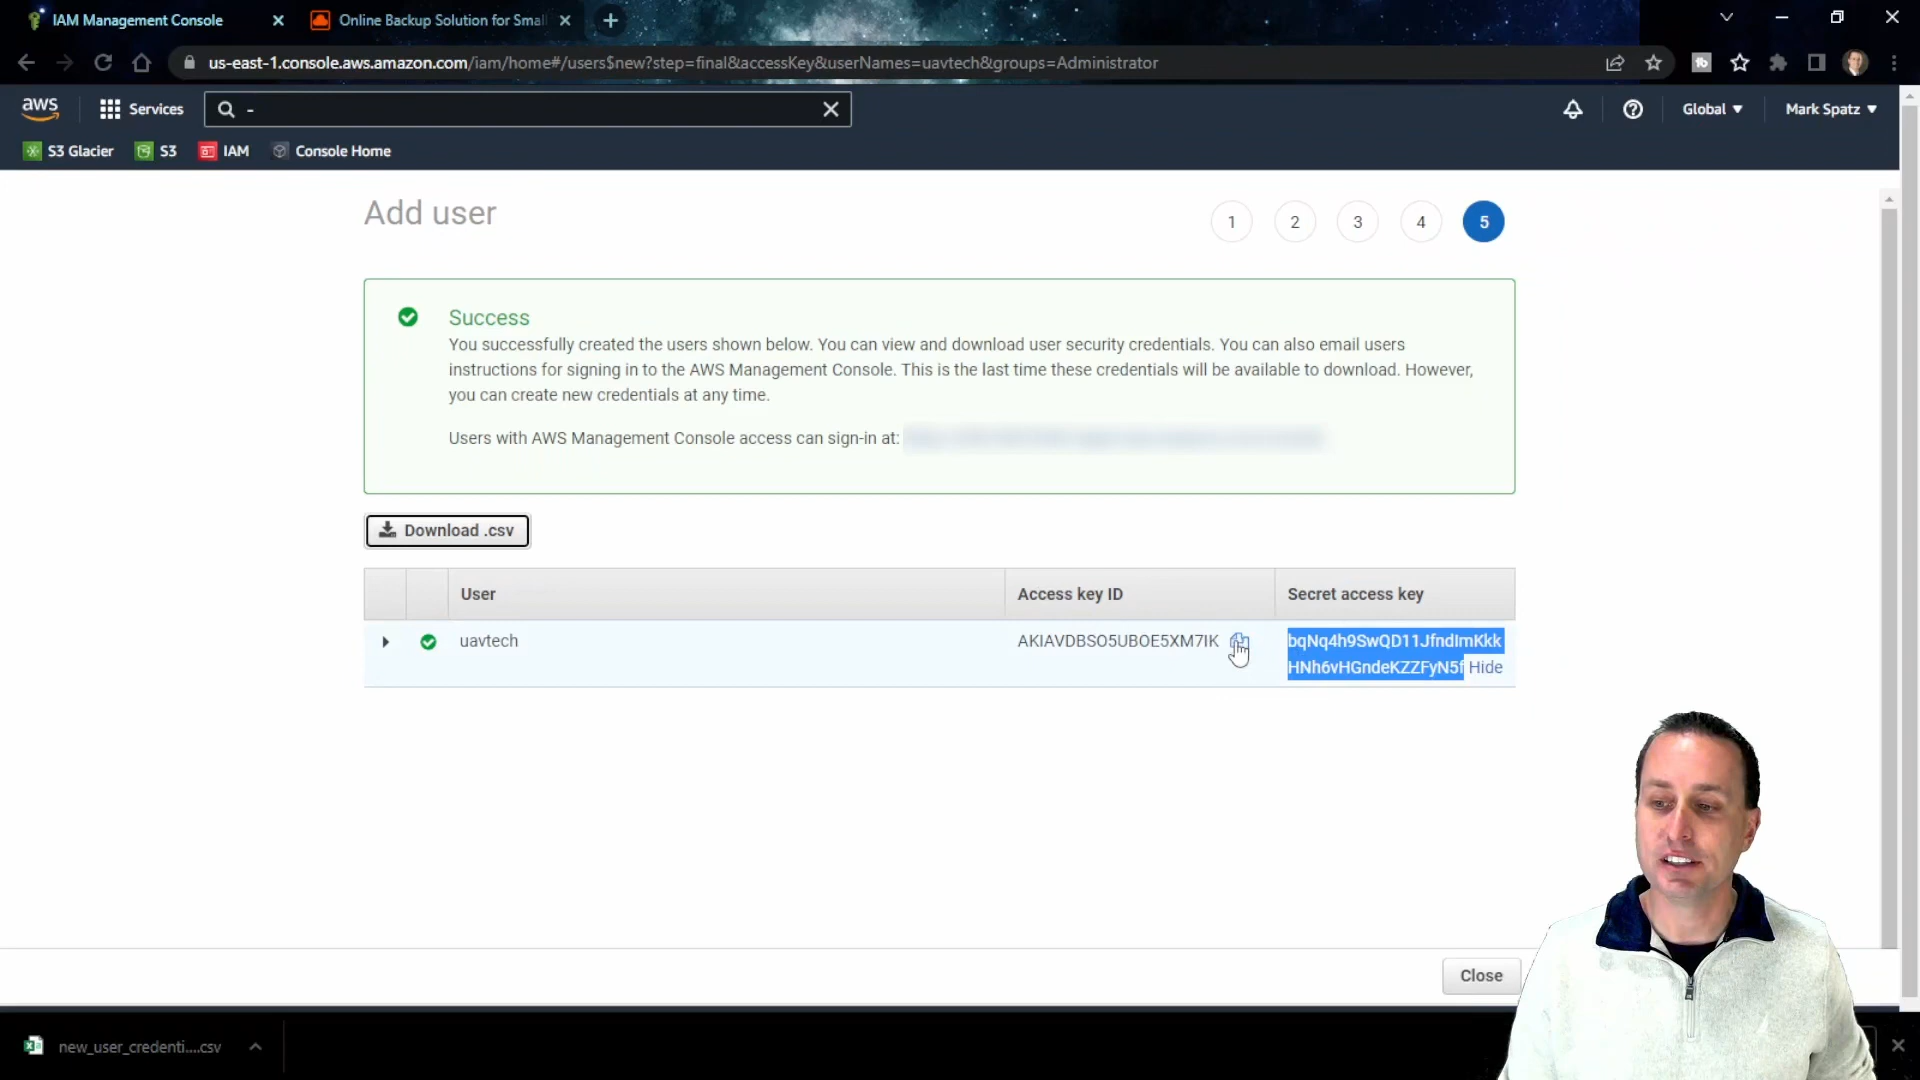 IAM Management Console
Online Backup Solution for Smal
us-east-1.console.aws.amazon.com/iam/home#/users$new?step=final&accessKey&userNames=uavtech&groups=Administrator
aws
Services
-
Global
Mark Spatz
S3 Glacier
S3
IAM
Console Home
Add user
1
2
3
4
5
Success
You successfully created the users shown below. You can view and download user security credentials. You can also email users
instructions for signing in to the AWS Management Console. This is the last time these credentials will be available to download. However,
you can create new credentials at any time.
Users with AWS Management Console access can sign-in at:
Download .csv
User
Access key ID
Secret access key
uavtech
AKIAVDBSO5UBOE5XM7IK
bqNq4h9SwQD11JfndImKkk
HNh6vHGndeKZZFyN5f Hide
Close
new_user_credenti....csv